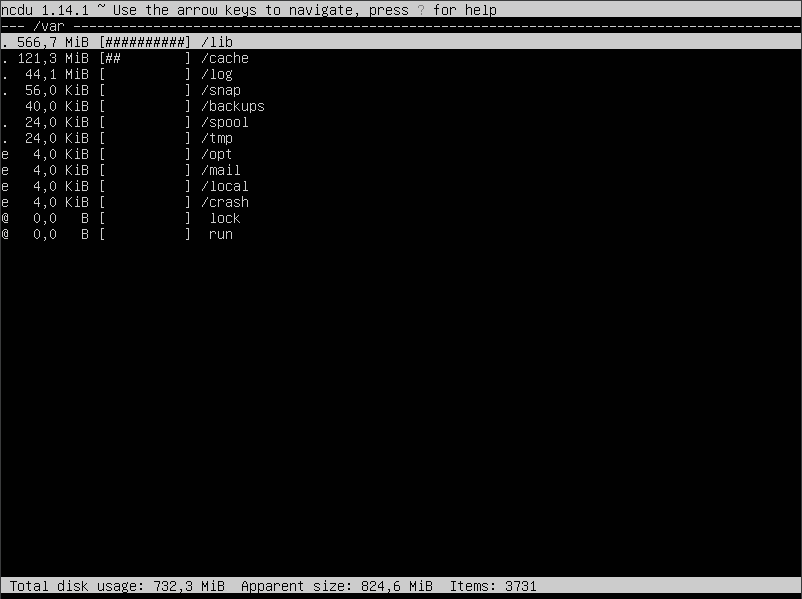 ncdu 1.14.1 ~ Use the arrow keys to navigate, press ? for help
--- /var -------------------------------------------------------------------------------------------
. 566,7 MiB [##########] /lib
. 121,3 MiB [##        ] /cache
.  44,1 MiB [          ] /log
.  56,0 KiB [          ] /snap
   40,0 KiB [          ] /backups
.  24,0 KiB [          ] /spool
.  24,0 KiB [          ] /tmp
e   4,0 KiB [          ] /opt
e   4,0 KiB [          ] /mail
e   4,0 KiB [          ] /local
e   4,0 KiB [          ] /crash
@   0,0   B [          ]  lock
@   0,0   B [          ]  run
Total disk usage: 732,3 MiB  Apparent size: 824,6 MiB  Items: 3731